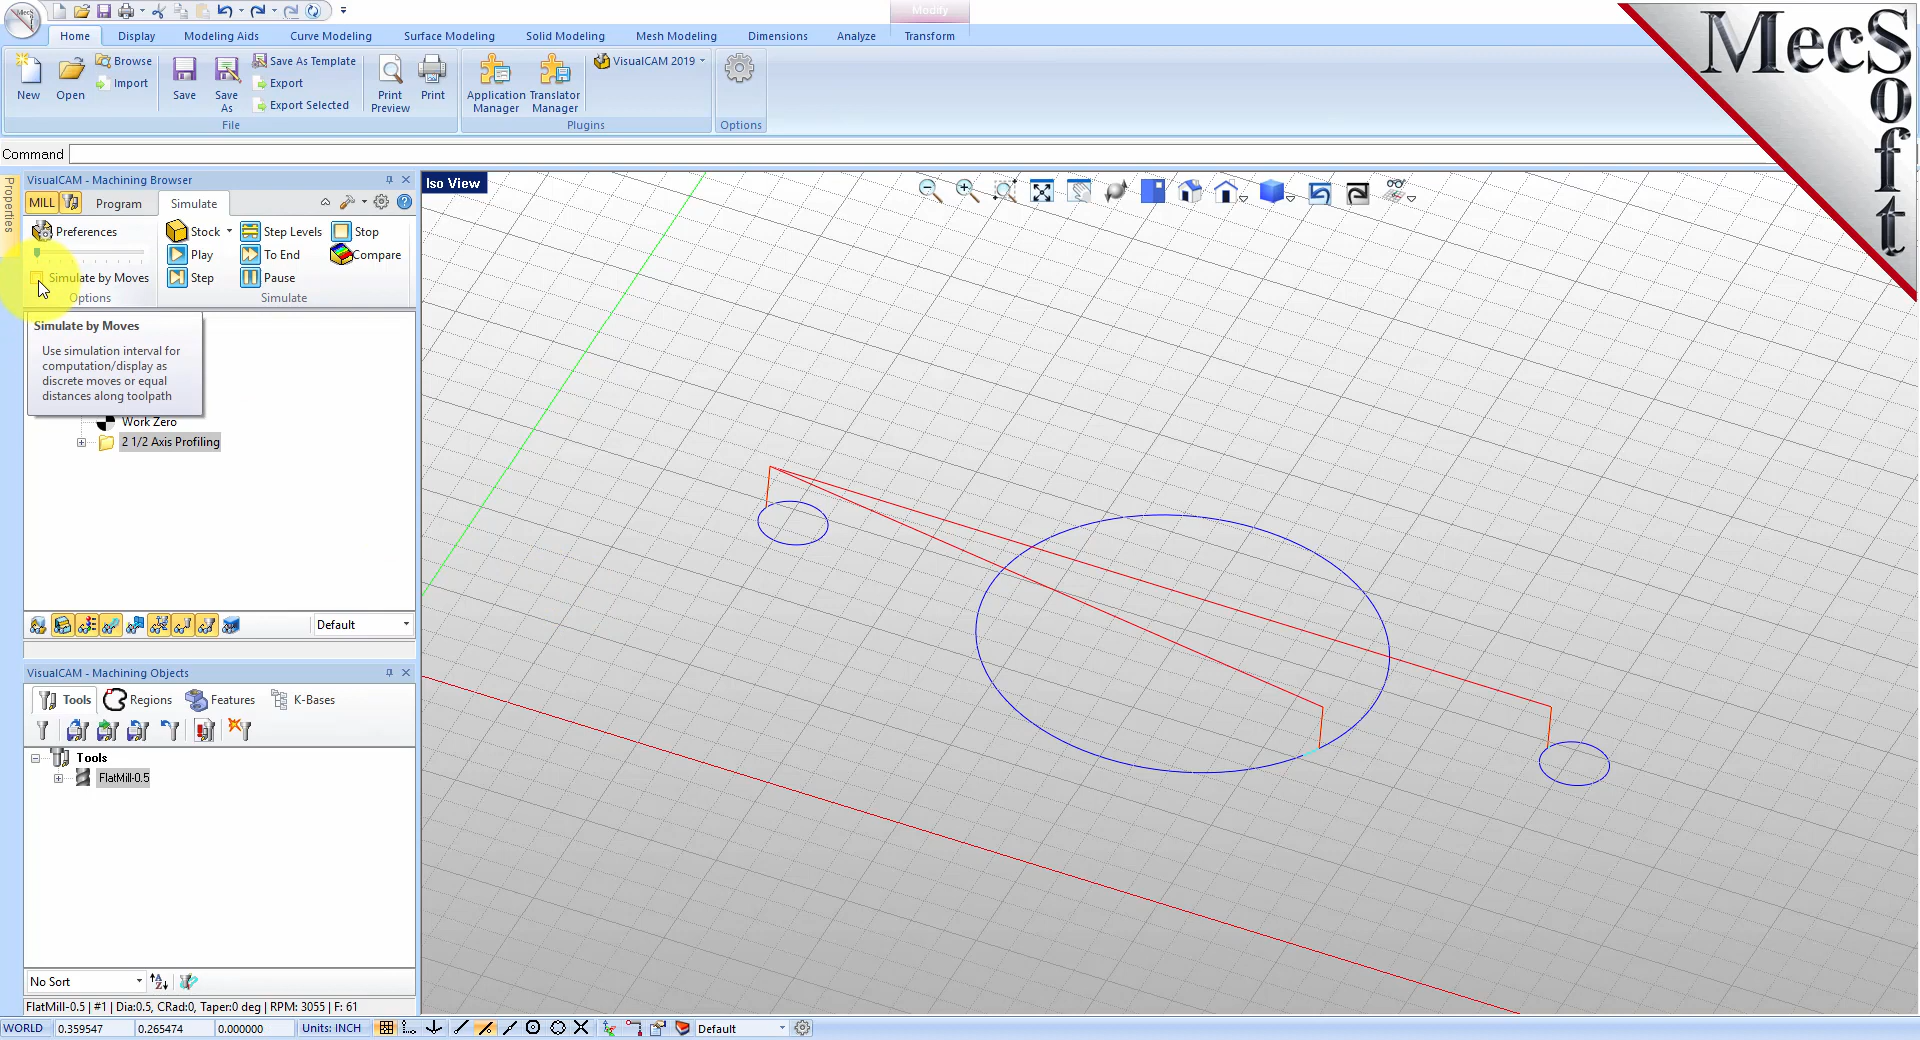 Modify
Home Display Modeling Aids Curve Modeling Surface Modeling Solid Modeling Mesh Modeling Dimensions Analyze Transform
New Open Browse Import Save Save As Save As Template Export Export Selected Print Preview Print
Application Manager Translator Manager VisualCAM 2019
File Plugins Options
Command
MecSoft
Properties
VisualCAM - Machining Browser
MILL Program Simulate
Preferences Stock Step Levels Stop
Play To End Compare
Simulate by Moves Step Pause
Options Simulate
Simulate by Moves
Use simulation interval for
computation/display as
discrete moves or equal
distances along toolpath
Work Zero
2 1/2 Axis Profiling
Default
Iso View
VisualCAM - Machining Objects
Tools Regions Features K-Bases
Tools
FlatMill-0.5
No Sort
FlatMill-0.5 | #1 | Dia:0.5, CRad:0, Taper:0 deg | RPM: 3055 | F: 61
WORLD 0.359547 0.265474 0.000000 Units: INCH Default